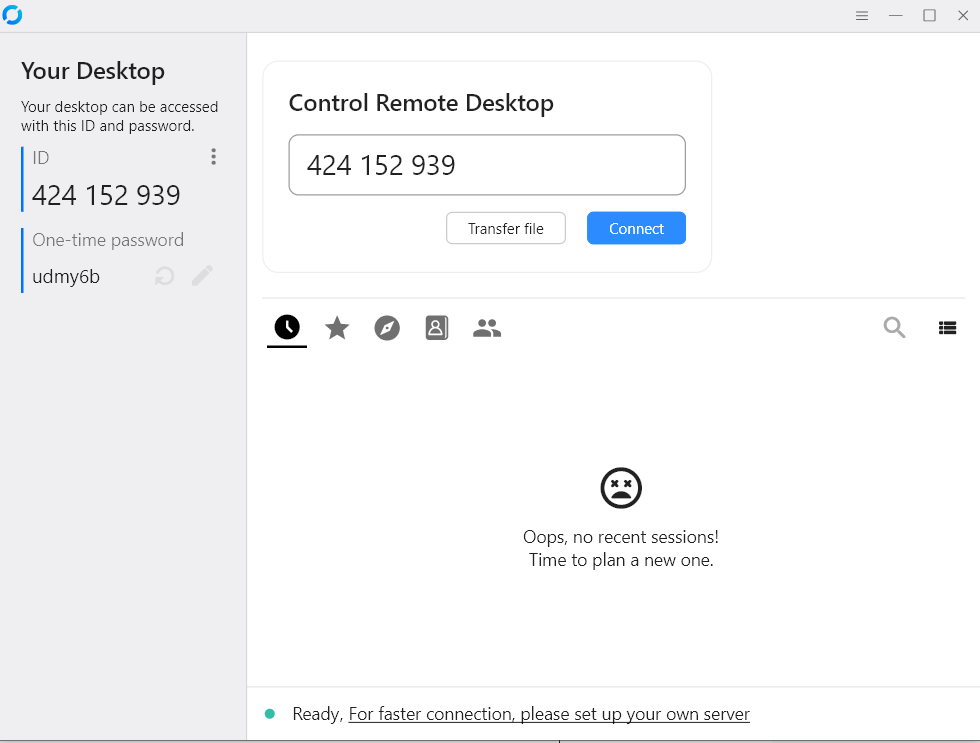 Your Desktop
Your desktop can be accessed
with this ID and password.
ID
424 152 939
One-time password
udmy6b
Control Remote Desktop
424 152 939
Transfer file
Connect
Oops, no recent sessions!
Time to plan a new one.
Ready, For faster connection, please set up your own server